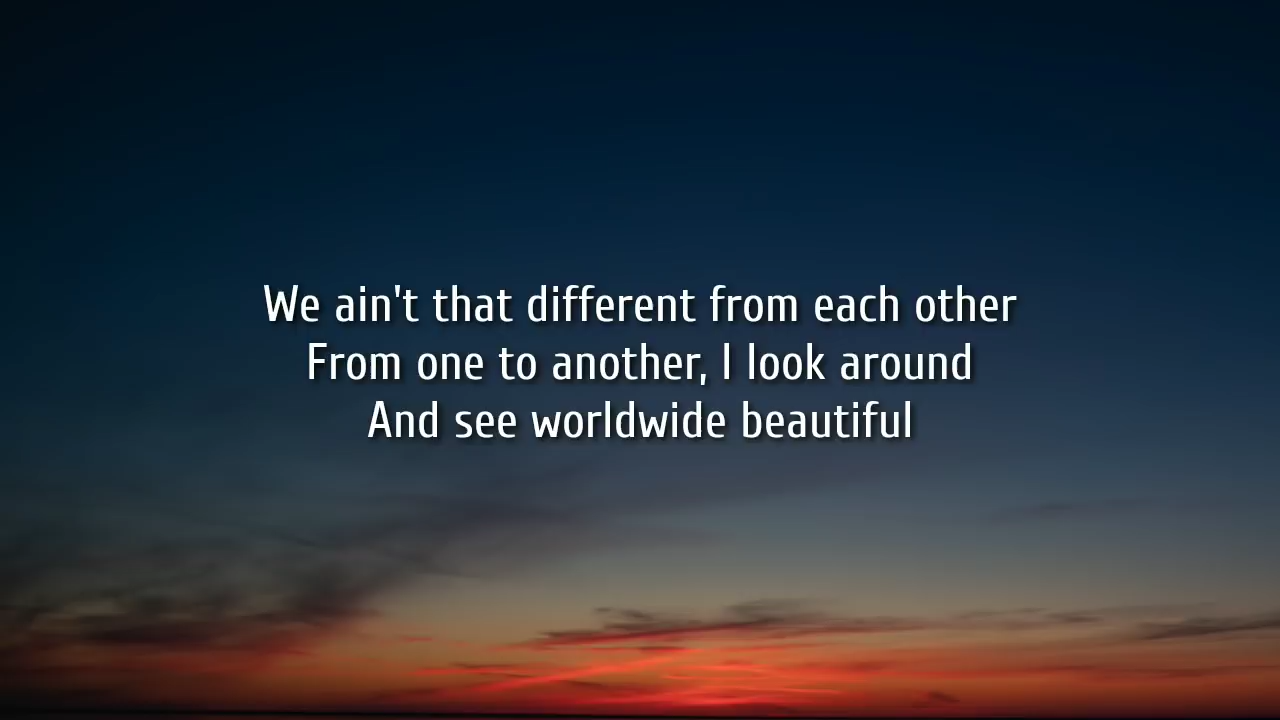 We ain't that different from each other
From one to another, I look around
And see worldwide beautiful